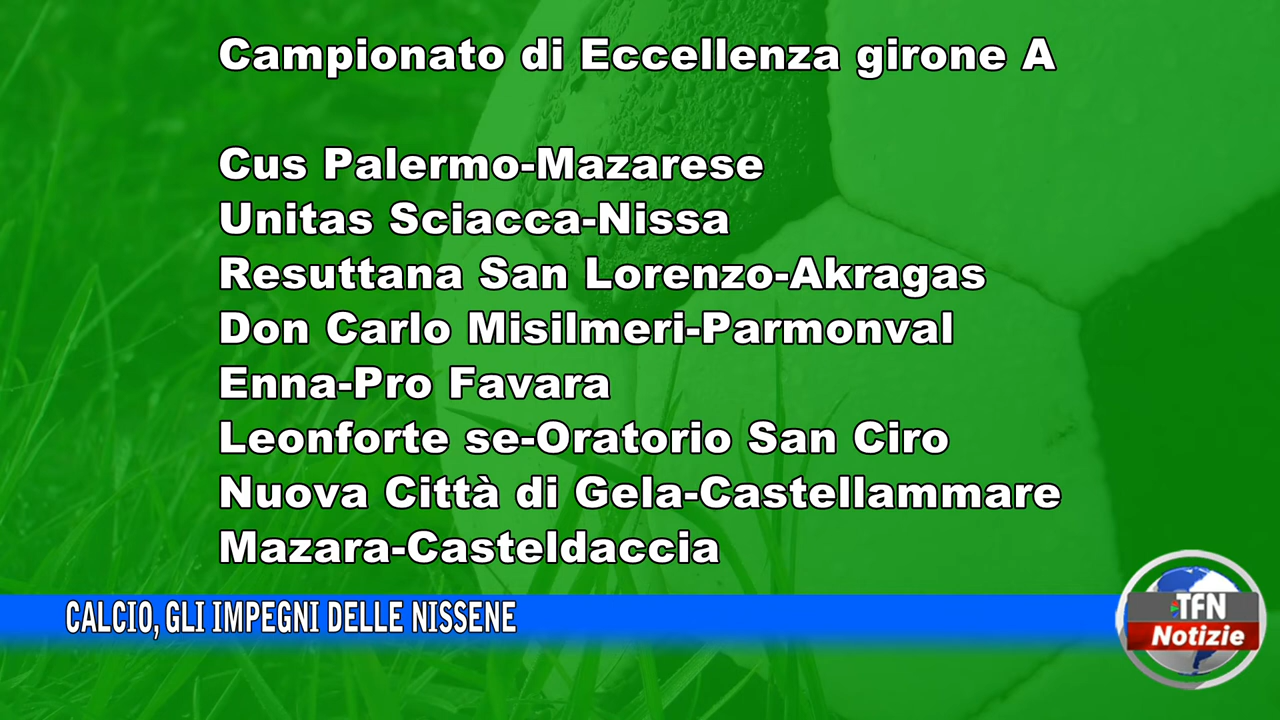 Campionato di Eccellenza girone A
Cus Palermo-Mazarese
Unitas Sciacca-Nissa
Resuttana San Lorenzo-Akragas
Don Carlo Misilmeri-Parmonval
Enna-Pro Favara
Leonforte se-Oratorio San Ciro
Nuova Città di Gela-Castellammare
Mazara-Casteldaccia
CALCIO, GLI IMPEGNI DELLE NISSENE
TFN
Notizie